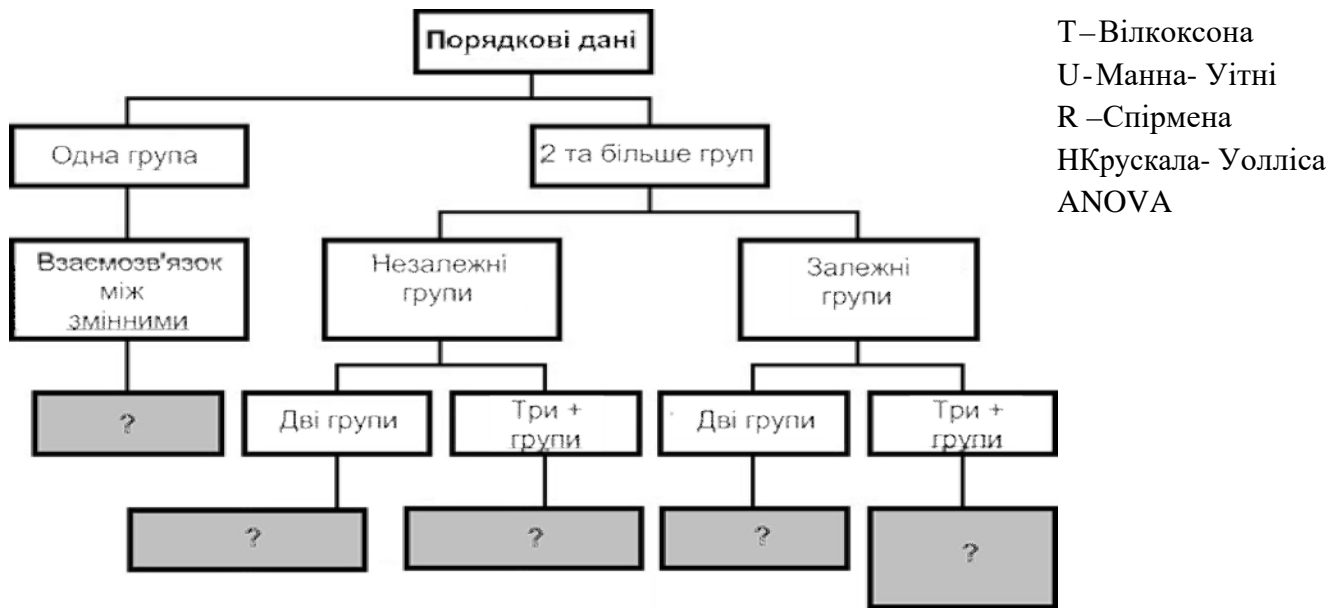 Порядкові дані
Одна група
2 та більше груп
Взаємозв'язок
між
змінними
Незалежні
групи
Залежні
групи
?
Дві групи
Три +
групи
Дві групи
Три +
групи
?
?
?
?
Т–Вілкоксона
U-Манна- Уітні
R –Спірмена
НКрускала- Уолліса
ANOVA